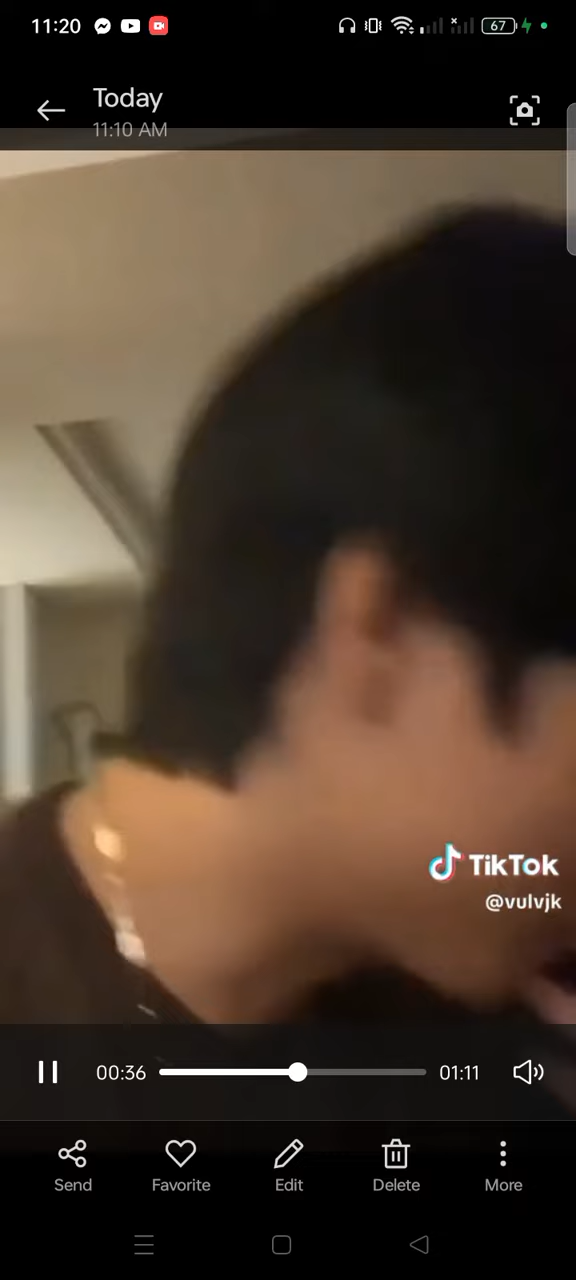 11:20
67
Today
11:10 AM
TikTok
@vulvjk
00:36
01:11
Send Favorite Edit Delete More